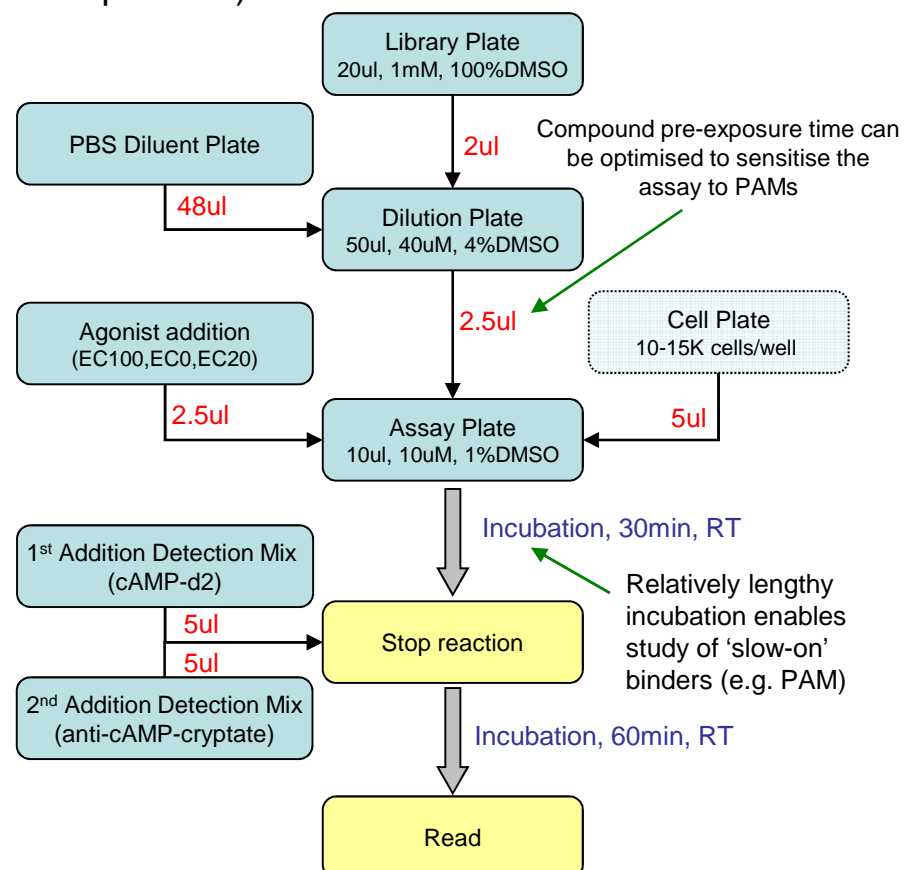 Library Plate
20ul, 1mM, 100%DMSO
PBS Diluent Plate
2ul
Compound pre-exposure time can
be optimised to sensitise the
assay to PAMs
48ul
Dilution Plate
50ul, 40uM, 4%DMSO
Agonist addition
(EC100,EC0,EC20)
2.5ul
Cell Plate
10-15K cells/well
2.5ul
5ul
Assay Plate
10ul, 10uM, 1%DMSO
Incubation, 30min, RT
1st Addition Detection Mix
(cAMP-d2)
5ul
Relatively lengthy
incubation enables
study of ‘slow-on’
binders (e.g. PAM)
Stop reaction
5ul
2nd Addition Detection Mix
(anti-cAMP-cryptate)
Incubation, 60min, RT
Read